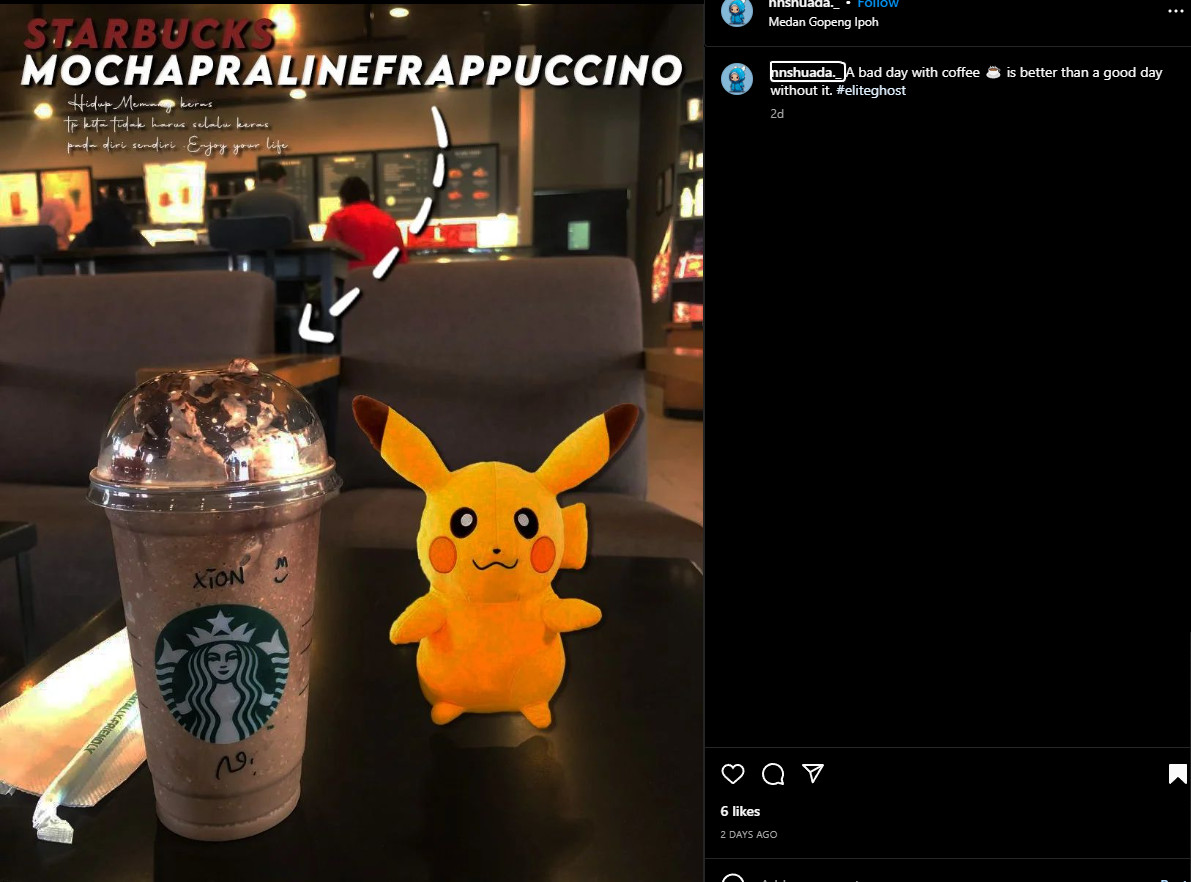 STARBUCKS
MOCHAPRALINEFRAPPUCCINO
Hidup Memang keras
tp kita tidak harus selalu keras
pada diri sendiri .Enjoy your life
XION
TALLY-FRIENDLY
nnshuada._ • Follow
Medan Gopeng Ipoh
nnshuada._ A bad day with coffee ☕ is better than a good day
without it. #eliteghost
2d
6 likes
2 DAYS AGO